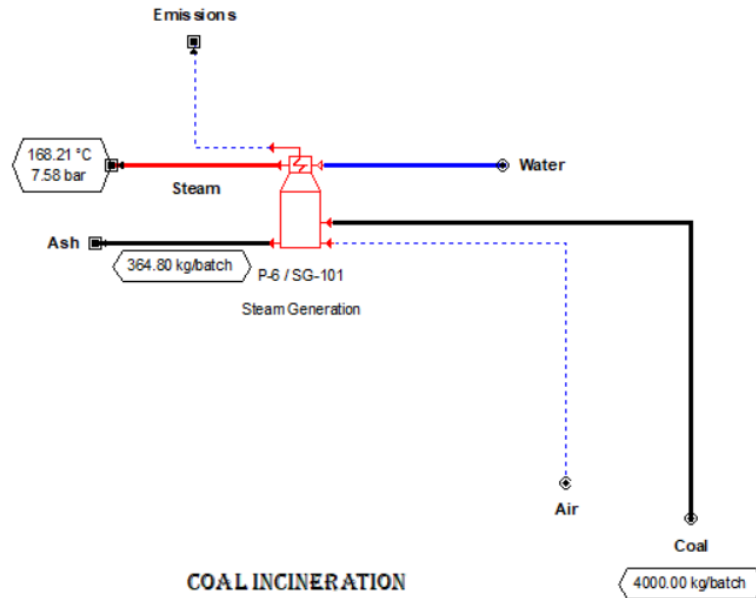 Emissions
168.21 °C
7.58 bar
Steam
Water
Ash
364.80 kg/batch
P-6 / SG-101
Steam Generation
Air
Coal
COAL INCINERATION
4000.00 kg/batch